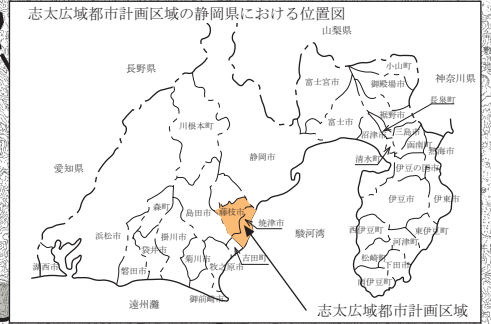 志太広域都市計画区域の静岡県における位置図
山梨県
長野県
小山町
神奈川県
富士宮市
御殿場市
長泉町
裾野市
川根本町
富士市
沼津市
三島市
函南町
熱海市
静岡市
清水町
伊豆の国市
愛知県
伊豆市
伊東市
森町
島田市
藤枝市
焼津市
浜松市
掛川市
駿河湾
西伊豆町
東伊豆町
袋井市
河津町
菊川市
吉田町
松崎町
湖西市
磐田市
牧之原市
下田市
南伊豆町
御前崎市
遠州灘
志太広域都市計画区域